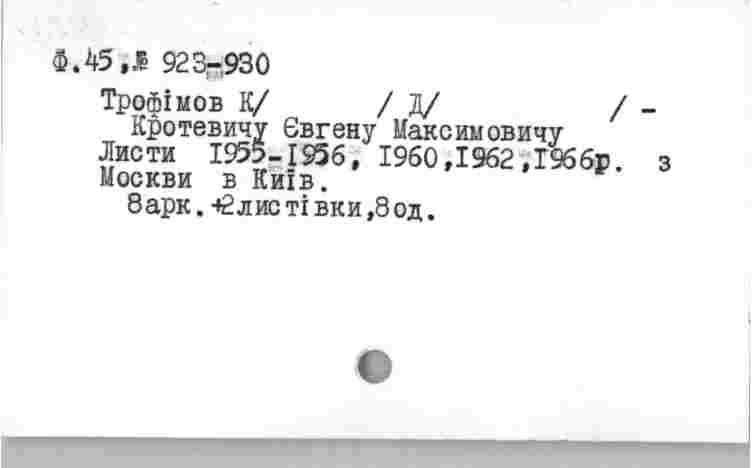 Ф.45,№ 923-930
Трофімов К/ / Д/ / -
Кротевичу Євгену Максимовичу
Листи 1955-1956, 1960,1962,1966р. з
Москви в Київ.
8арк.+2листівки,8од.